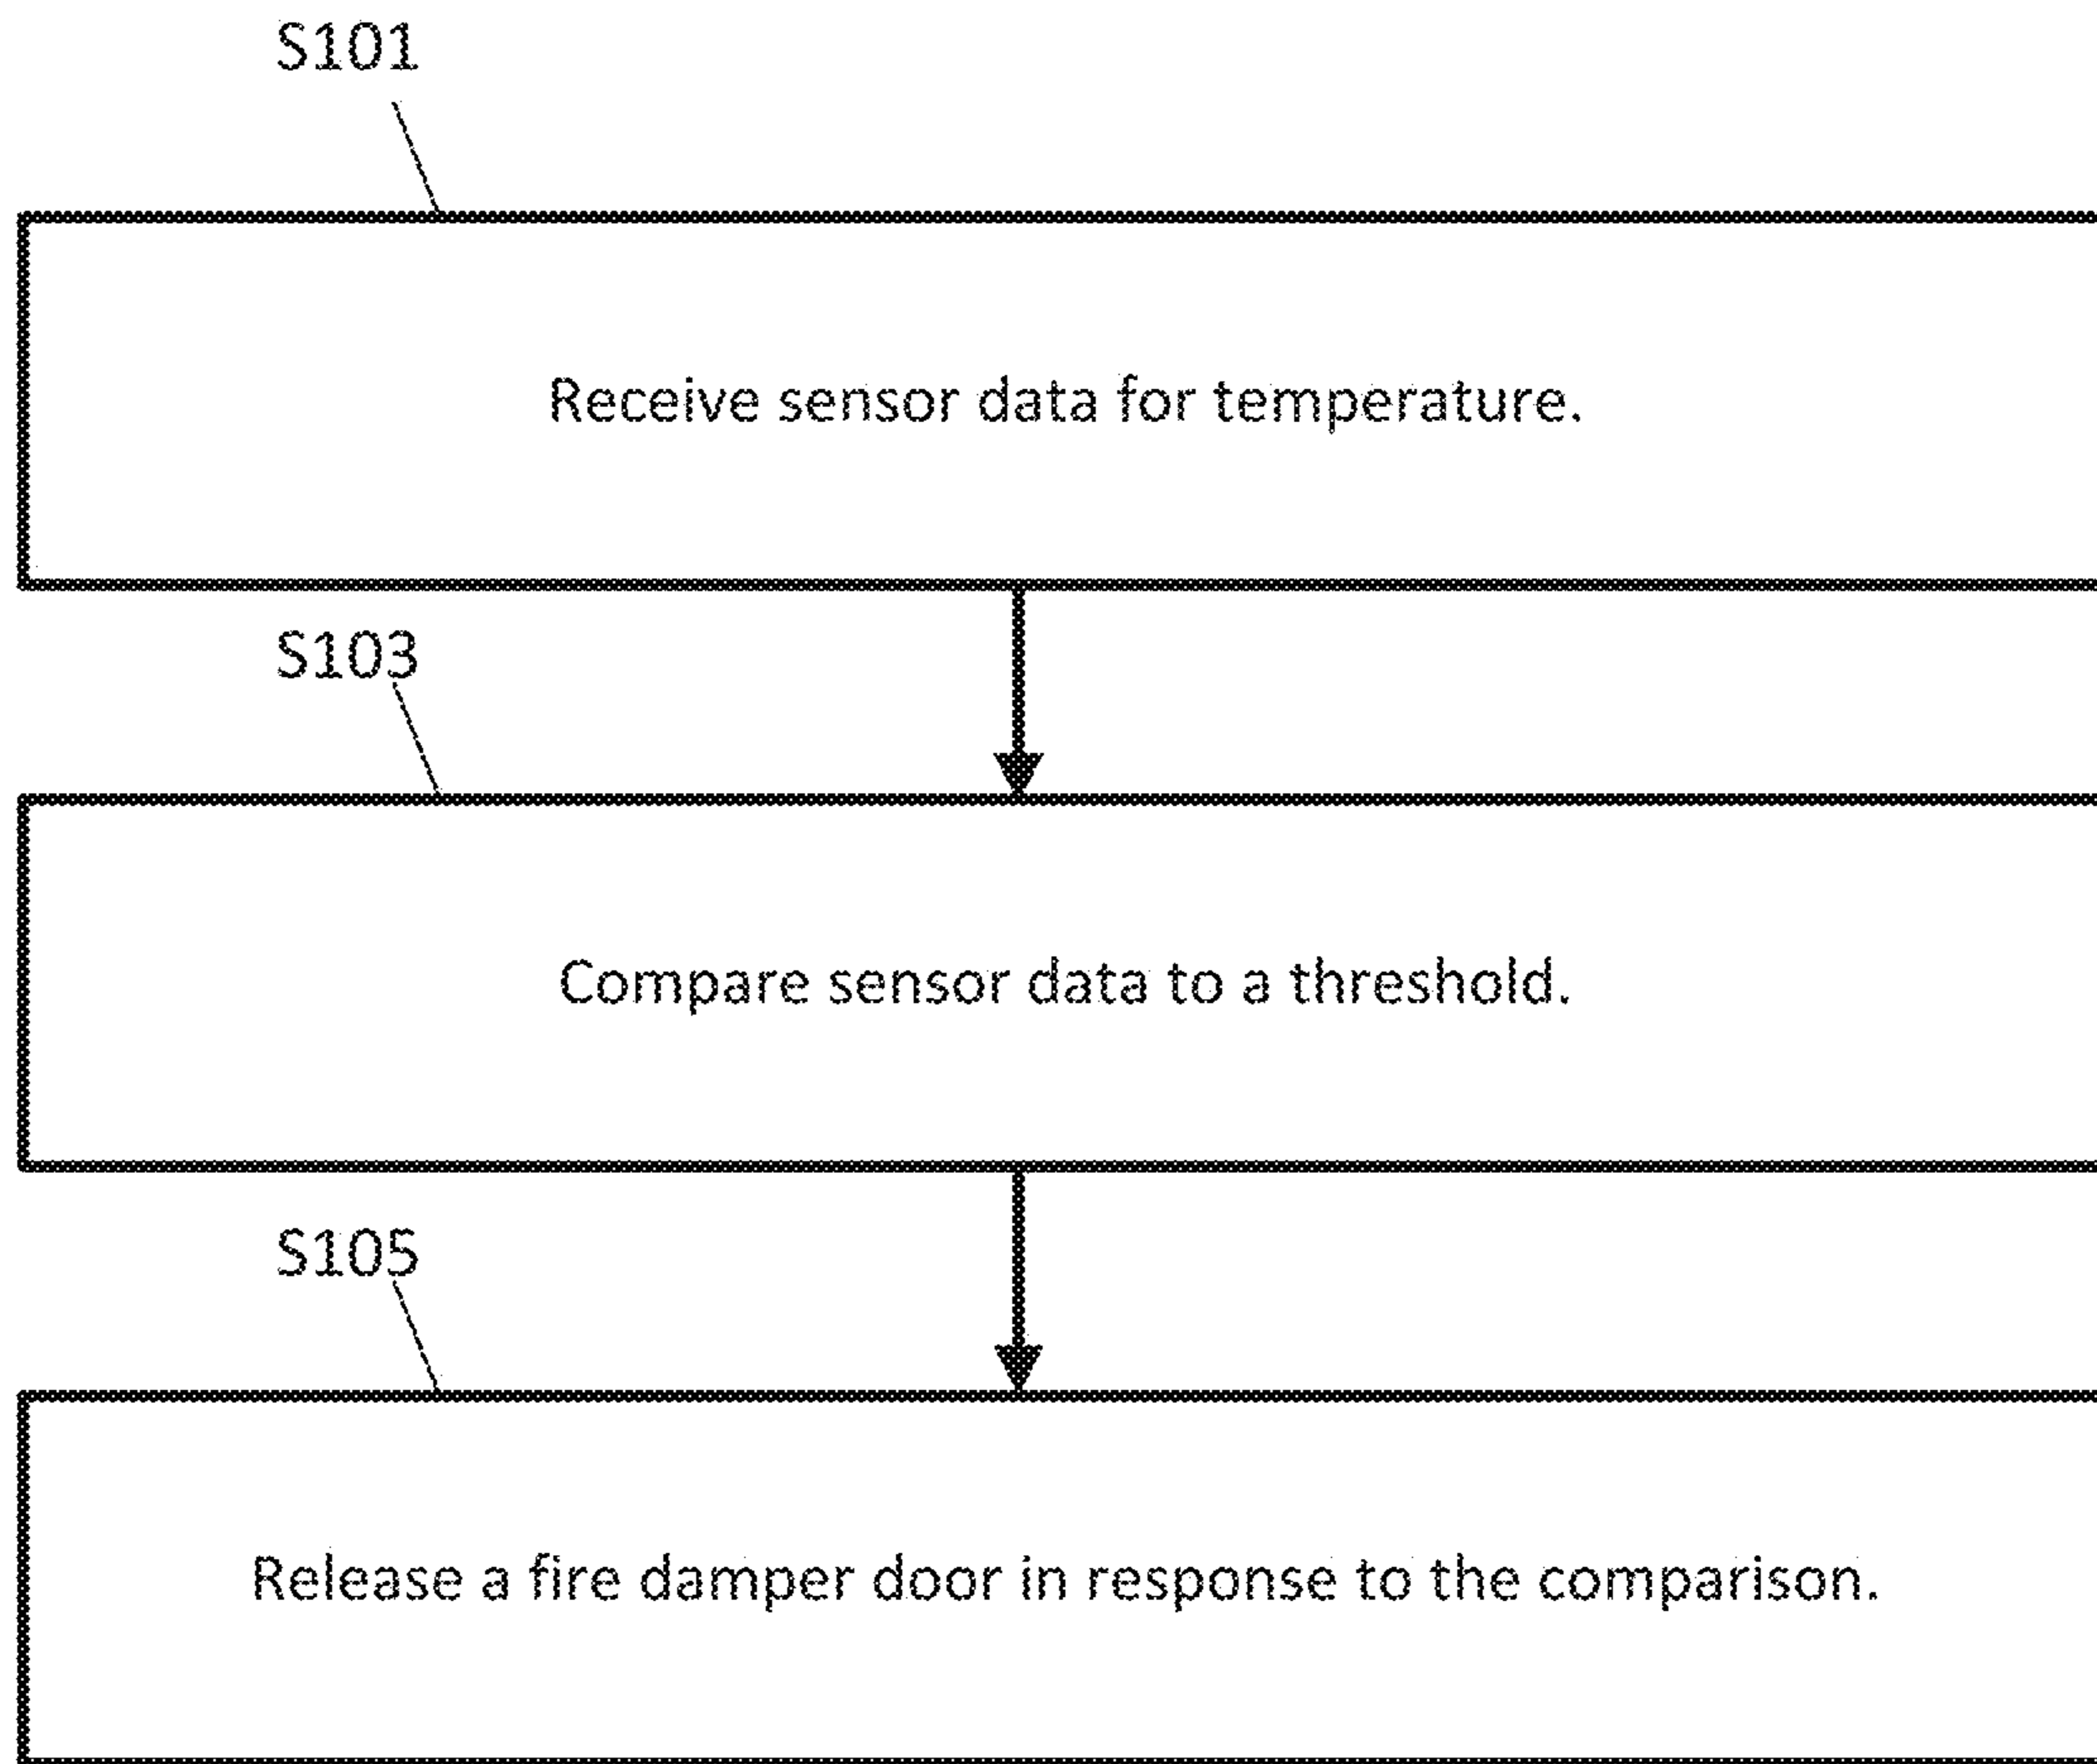 S101
Receive sensor data for temperature.
S103
Compare sensor data to a threshold.
S105
Release a fire damper door in response to the comparison.